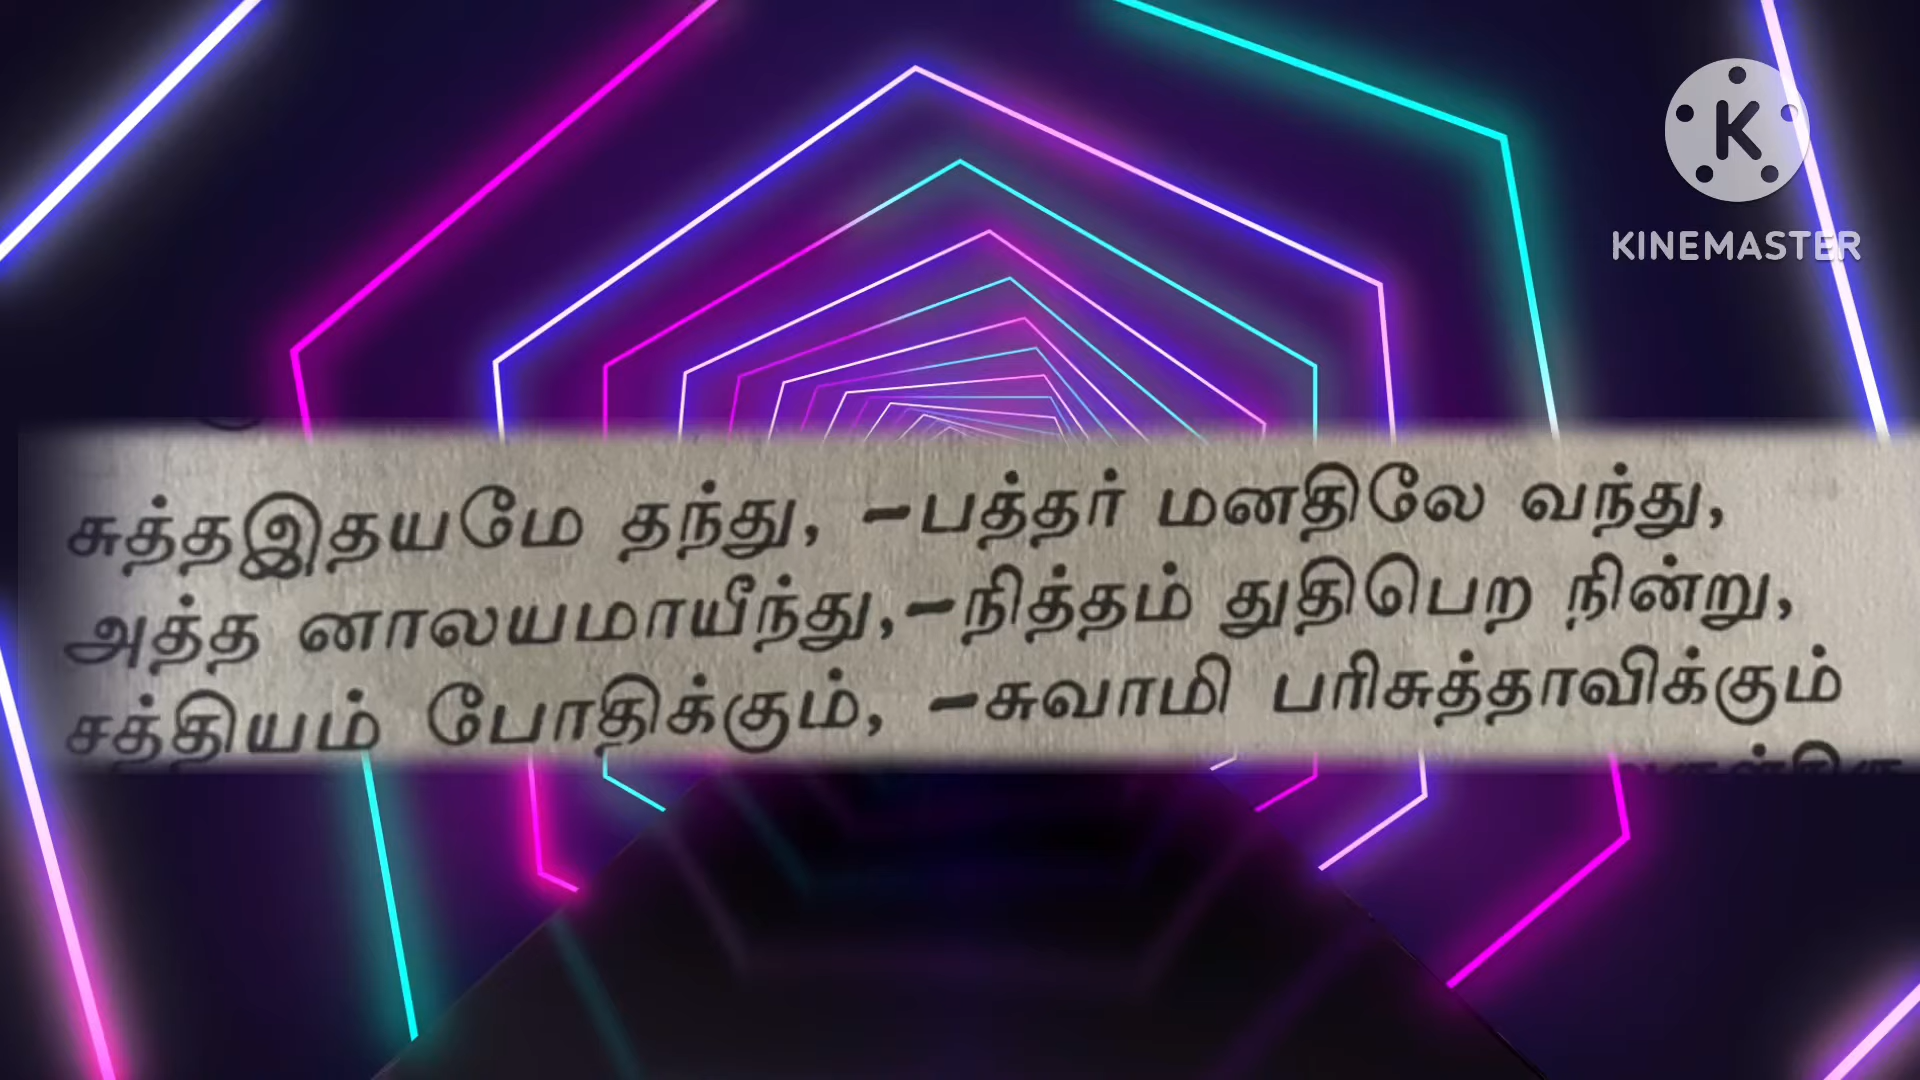 KINEMASTER
சுத்தஇதயமே தந்து, –பத்தர் மனதிலே வந்து,
அத்த னாலயமாயீந்து,–நித்தம் துதிபெற நின்று,
சத்தியம் போதிக்கும், –சுவாமி பரிசுத்தாவிக்கும்